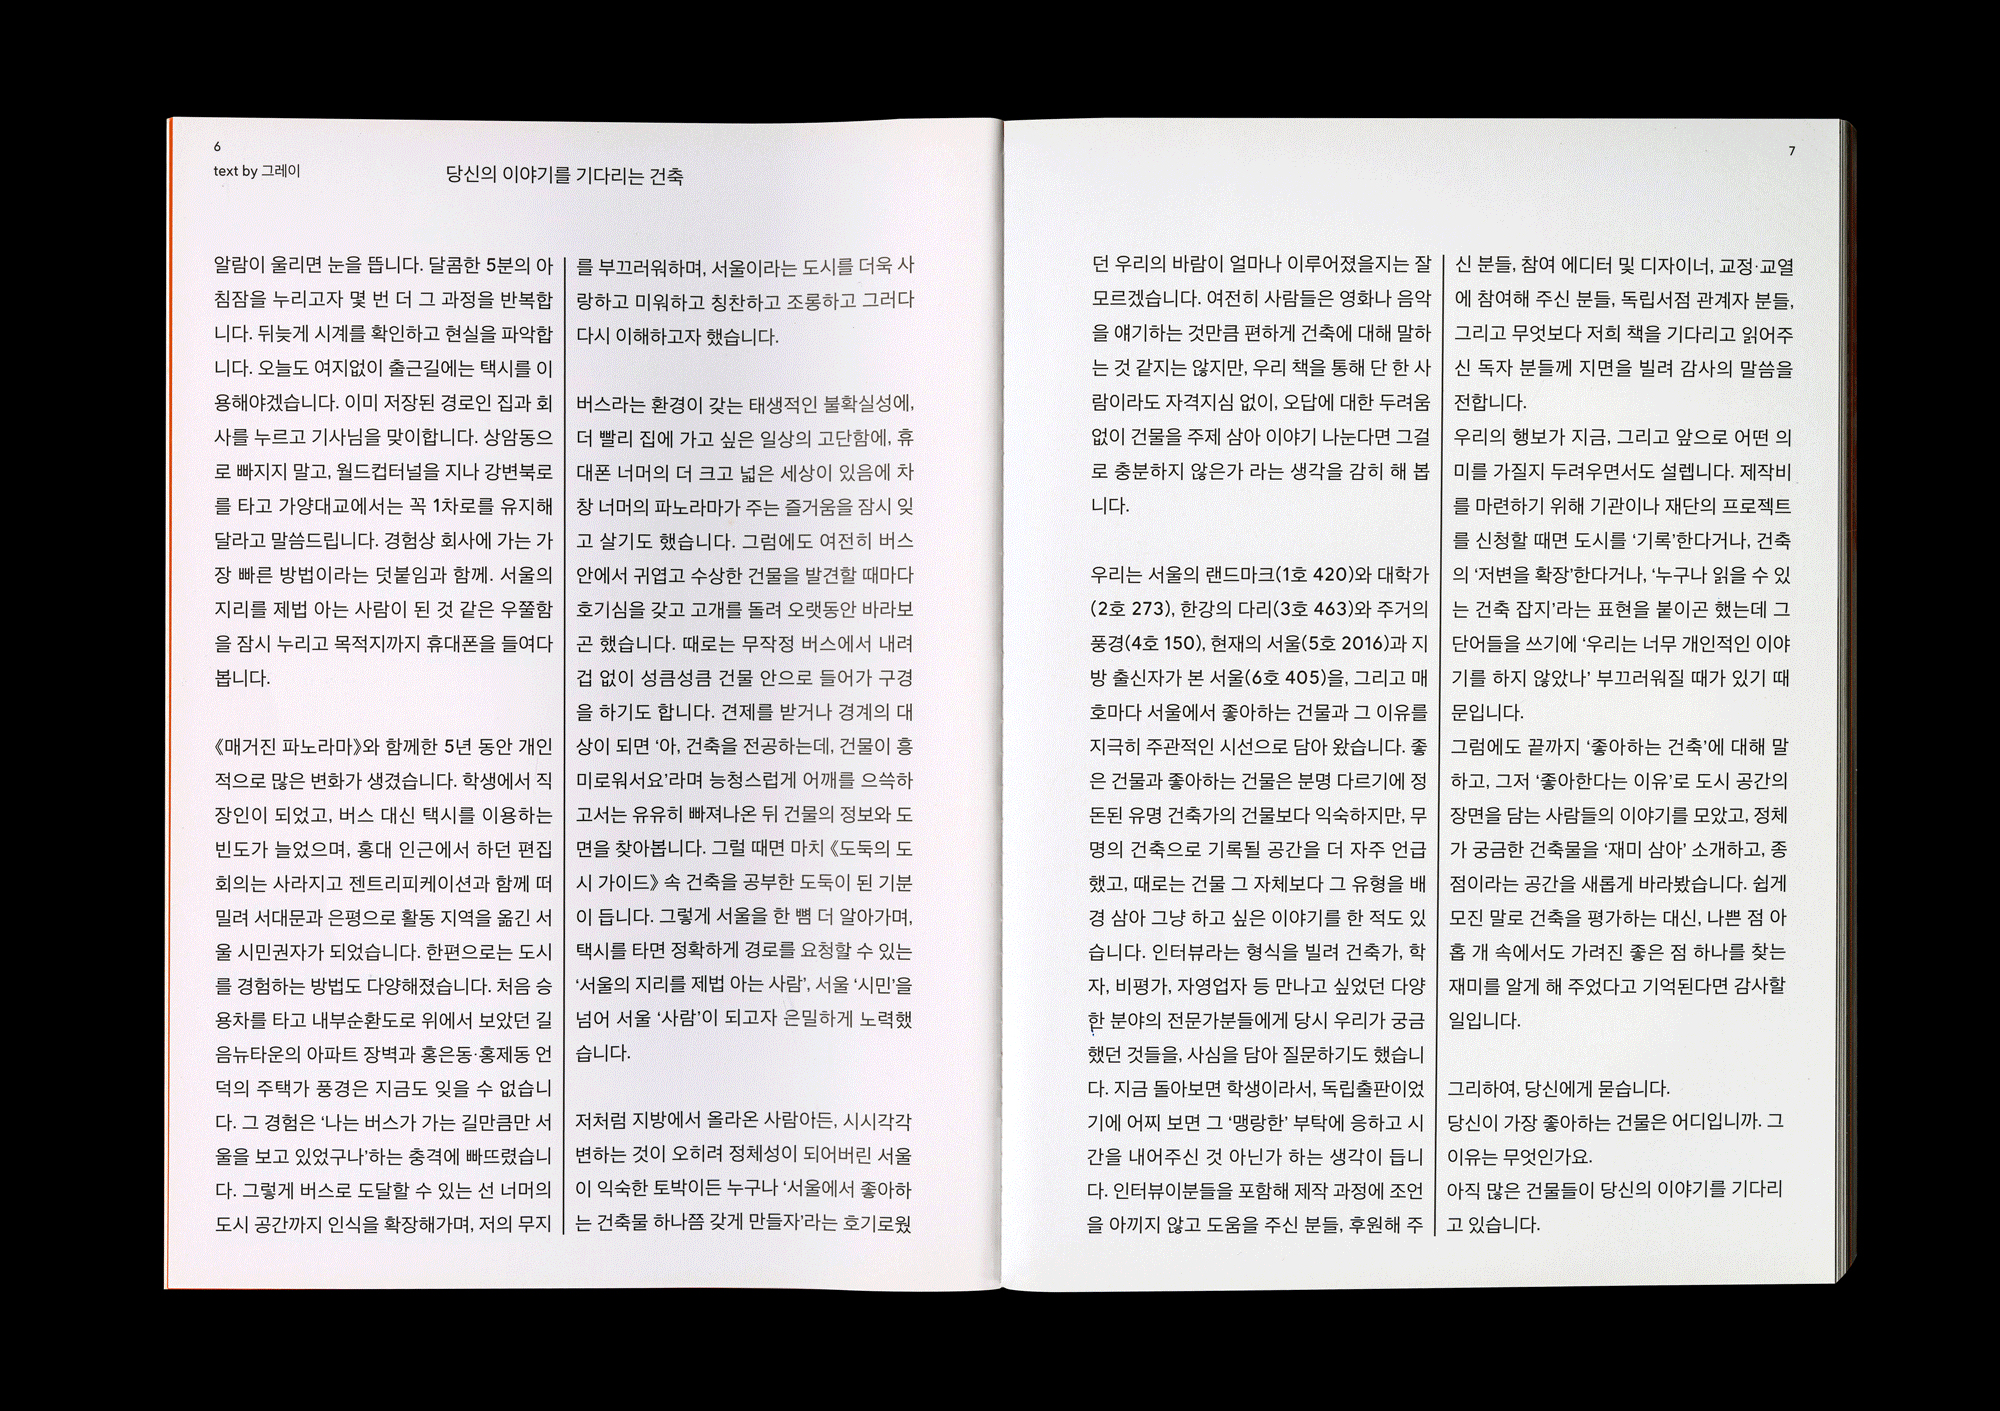 6
text by 그레이
당신의 이야기를 기다리는 건축
알람이 울리면 눈을 뜹니다. 달콤한 5분의 아
침잠을 누리고자 몇 번 더 그 과정을 반복합
니다. 뒤늦게 시계를 확인하고 현실을 파악합
니다. 오늘도 여지없이 출근길에는 택시를 이
용해야겠습니다. 이미 저장된 경로인 집과 회
사를 누르고 기사님을 맞이합니다. 상암동으
로 빠지지 말고, 월드컵터널을 지나 강변북로
를 타고 가양대교에서는 꼭 1차로를 유지해
달라고 말씀드립니다. 경험상 회사에 가는 가
장 빠른 방법이라는 덧붙임과 함께. 서울의
지리를 제법 아는 사람이 된 것 같은 우쭐함
을 잠시 누리고 목적지까지 휴대폰을 들여다
봅니다.
《매거진 파노라마》와 함께한 5년 동안 개인
적으로 많은 변화가 생겼습니다. 학생에서 직
장인이 되었고, 버스 대신 택시를 이용하는
빈도가 늘었으며, 홍대 인근에서 하던 편집
회의는 사라지고 젠트리피케이션과 함께 떠
밀려 서대문과 은평으로 활동 지역을 옮긴 서
울 시민권자가 되었습니다. 한편으로는 도시
를 경험하는 방법도 다양해졌습니다. 처음 승
용차를 타고 내부순환도로 위에서 보았던 길
음뉴타운의 아파트 장벽과 홍은동·홍제동 언
덕의 주택가 풍경은 지금도 잊을 수 없습니
다. 그 경험은 ‘나는 버스가 가는 길만큼만 서
울을 보고 있었구나’하는 충격에 빠뜨렸습니
다. 그렇게 버스로 도달할 수 있는 선 너머의
도시 공간까지 인식을 확장해가며, 저의 무지
를 부끄러워하며, 서울이라는 도시를 더욱 사
랑하고 미워하고 칭찬하고 조롱하고 그러다
다시 이해하고자 했습니다.
버스라는 환경이 갖는 태생적인 불확실성에,
더 빨리 집에 가고 싶은 일상의 고단함에, 휴
대폰 너머의 더 크고 넓은 세상이 있음에 차
창 너머의 파노라마가 주는 즐거움을 잠시 잊
고 살기도 했습니다. 그럼에도 여전히 버스
안에서 귀엽고 수상한 건물을 발견할 때마다
호기심을 갖고 고개를 돌려 오랫동안 바라보
곤 했습니다. 때로는 무작정 버스에서 내려
겁 없이 성큼성큼 건물 안으로 들어가 구경
을 하기도 합니다. 견제를 받거나 경계의 대
상이 되면 ‘아, 건축을 전공하는데, 건물이 흥
미로워서요’라며 능청스럽게 어깨를 으쓱하
고서는 유유히 빠져나온 뒤 건물의 정보와 도
면을 찾아봅니다. 그럴 때면 마치 《도둑의 도
시 가이드》 속 건축을 공부한 도둑이 된 기분
이 듭니다. 그렇게 서울을 한 뼘 더 알아가며,
택시를 타면 정확하게 경로를 요청할 수 있는
‘서울의 지리를 제법 아는 사람’, 서울 ‘시민’을
넘어 서울 ‘사람’이 되고자 은밀하게 노력했
습니다.
저처럼 지방에서 올라온 사람아든, 시시각각
변하는 것이 오히려 정체성이 되어버린 서울
이 익숙한 토박이든 누구나 ‘서울에서 좋아하
는 건축물 하나쯤 갖게 만들자’라는 호기로웠
7
던 우리의 바람이 얼마나 이루어졌을지는 잘
모르겠습니다. 여전히 사람들은 영화나 음악
을 얘기하는 것만큼 편하게 건축에 대해 말하
는 것 같지는 않지만, 우리 책을 통해 단 한 사
람이라도 자격지심 없이, 오답에 대한 두려움
없이 건물을 주제 삼아 이야기 나눈다면 그걸
로 충분하지 않은가 라는 생각을 감히 해 봅
니다.
우리는 서울의 랜드마크(1호 420)와 대학가
(2호 273), 한강의 다리(3호 463)와 주거의
풍경(4호 150), 현재의 서울(5호 2016)과 지
방 출신자가 본 서울(6호 405)을, 그리고 매
호마다 서울에서 좋아하는 건물과 그 이유를
지극히 주관적인 시선으로 담아 왔습니다. 좋
은 건물과 좋아하는 건물은 분명 다르기에 정
돈된 유명 건축가의 건물보다 익숙하지만, 무
명의 건축으로 기록될 공간을 더 자주 언급
했고, 때로는 건물 그 자체보다 그 유형을 배
경 삼아 그냥 하고 싶은 이야기를 한 적도 있
습니다. 인터뷰라는 형식을 빌려 건축가, 학
자, 비평가, 자영업자 등 만나고 싶었던 다양
한 분야의 전문가분들에게 당시 우리가 궁금
했던 것들을, 사심을 담아 질문하기도 했습니
다. 지금 돌아보면 학생이라서, 독립출판이었
기에 어찌 보면 그 ‘맹랑한’ 부탁에 응하고 시
간을 내어주신 것 아닌가 하는 생각이 듭니
다. 인터뷰이분들을 포함해 제작 과정에 조언
을 아끼지 않고 도움을 주신 분들, 후원해 주
신 분들, 참여 에디터 및 디자이너, 교정·교열
에 참여해 주신 분들, 독립서점 관계자 분들,
그리고 무엇보다 저희 책을 기다리고 읽어주
신 독자 분들께 지면을 빌려 감사의 말씀을
전합니다.
우리의 행보가 지금, 그리고 앞으로 어떤 의
미를 가질지 두려우면서도 설렙니다. 제작비
를 마련하기 위해 기관이나 재단의 프로젝트
를 신청할 때면 도시를 ‘기록’한다거나, 건축
의 ‘저변을 확장’한다거나, ‘누구나 읽을 수 있
는 건축 잡지’라는 표현을 붙이곤 했는데 그
단어들을 쓰기에 ‘우리는 너무 개인적인 이야
기를 하지 않았나’ 부끄러워질 때가 있기 때
문입니다.
그럼에도 끝까지 ‘좋아하는 건축’에 대해 말
하고, 그저 ‘좋아한다는 이유’로 도시 공간의
장면을 담는 사람들의 이야기를 모았고, 정체
가 궁금한 건축물을 ‘재미 삼아’ 소개하고, 종
점이라는 공간을 새롭게 바라봤습니다. 쉽게
모진 말로 건축을 평가하는 대신, 나쁜 점 아
홉 개 속에서도 가려진 좋은 점 하나를 찾는
재미를 알게 해 주었다고 기억된다면 감사할
일입니다.
그리하여, 당신에게 묻습니다.
당신이 가장 좋아하는 건물은 어디입니까. 그
이유는 무엇인가요.
아직 많은 건물들이 당신의 이야기를 기다리
고 있습니다.